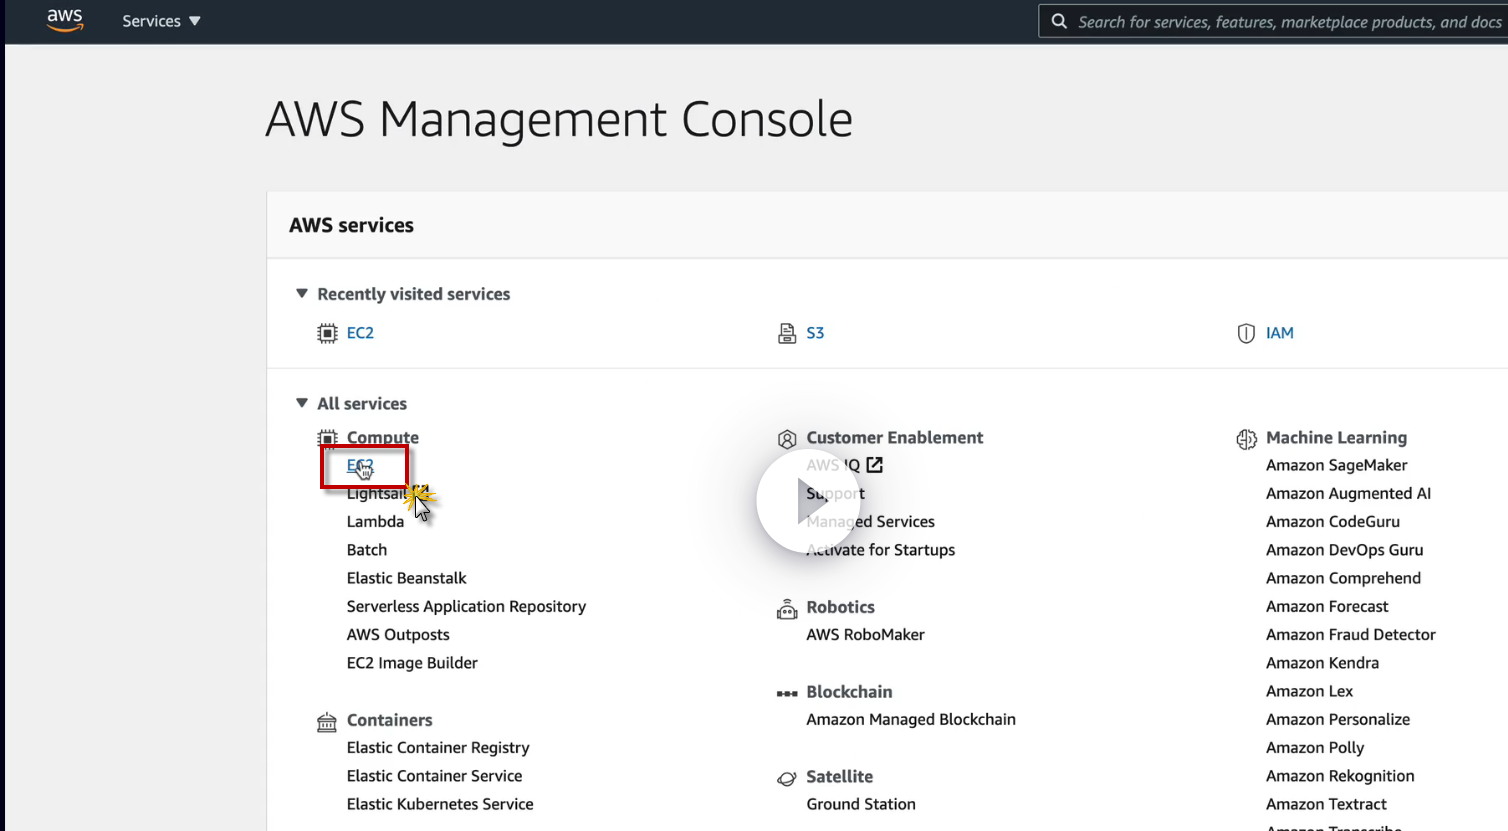 aws
Services
Search for services, features, marketplace products, and docs
AWS Management Console
AWS services
Recently visited services
EC2
S3
IAM
All services
Compute
EC2
Lightsail
Lambda
Batch
Elastic Beanstalk
Serverless Application Repository
AWS Outposts
EC2 Image Builder
Containers
Elastic Container Registry
Elastic Container Service
Elastic Kubernetes Service
Customer Enablement
AWS IQ
Support
Managed Services
Activate for Startups
Robotics
AWS RoboMaker
Blockchain
Amazon Managed Blockchain
Satellite
Ground Station
Machine Learning
Amazon SageMaker
Amazon Augmented AI
Amazon CodeGuru
Amazon DevOps Guru
Amazon Comprehend
Amazon Forecast
Amazon Fraud Detector
Amazon Kendra
Amazon Lex
Amazon Personalize
Amazon Polly
Amazon Rekognition
Amazon Textract
Amazon Transcribe